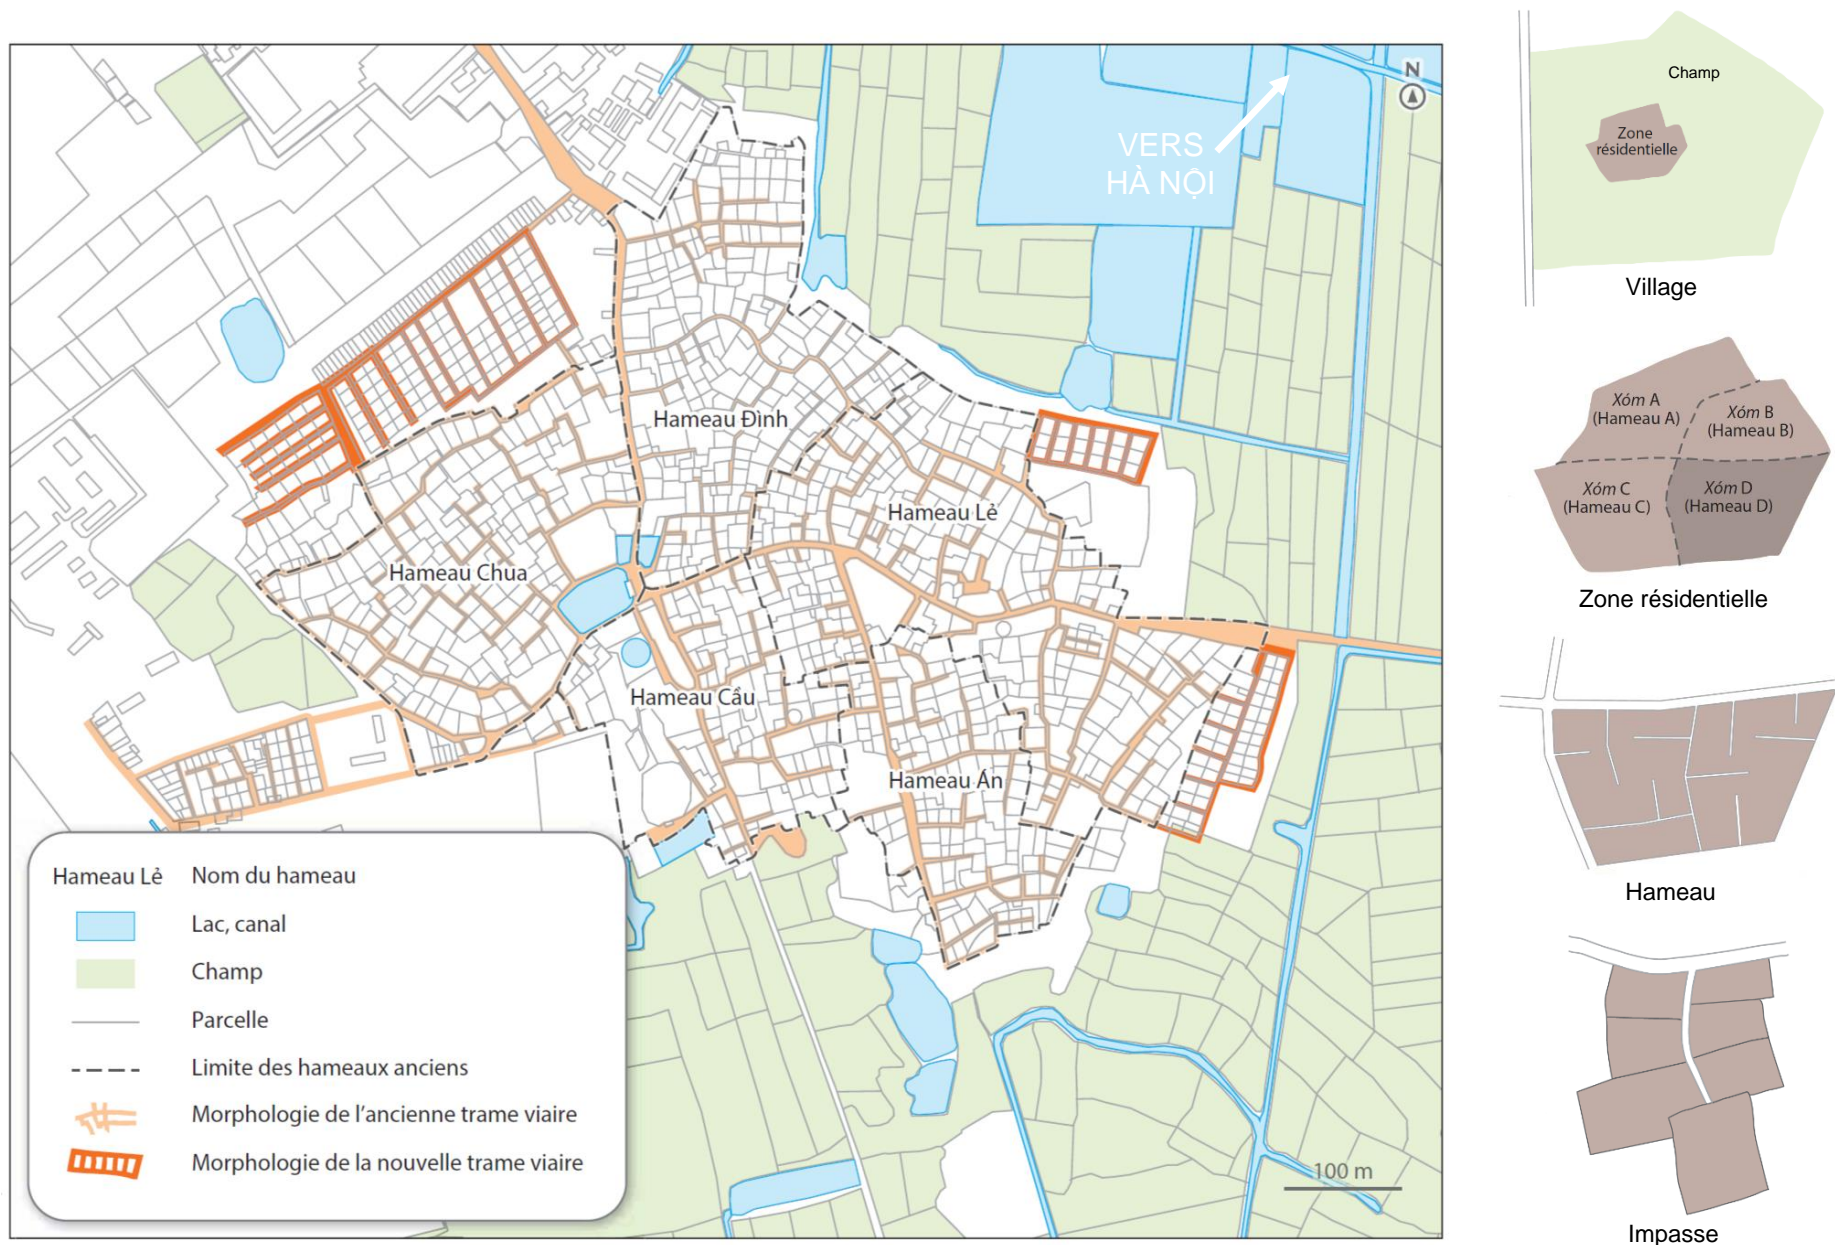 N
VERS
HÀ NỘI
Hameau Đình
Hameau Lẻ
Hameau Chua
Hameau Cầu
Hameau Án
Hameau Lẻ Nom du hameau
Lac, canal
Champ
Parcelle
Limite des hameaux anciens
Morphologie de l'ancienne trame viaire
Morphologie de la nouvelle trame viaire
100 m
Champ
Zone
résidentielle
Village
Xóm A
(Hameau A)
Xóm B
(Hameau B)
Xóm C
(Hameau C)
Xóm D
(Hameau D)
Zone résidentielle
Hameau
Impasse